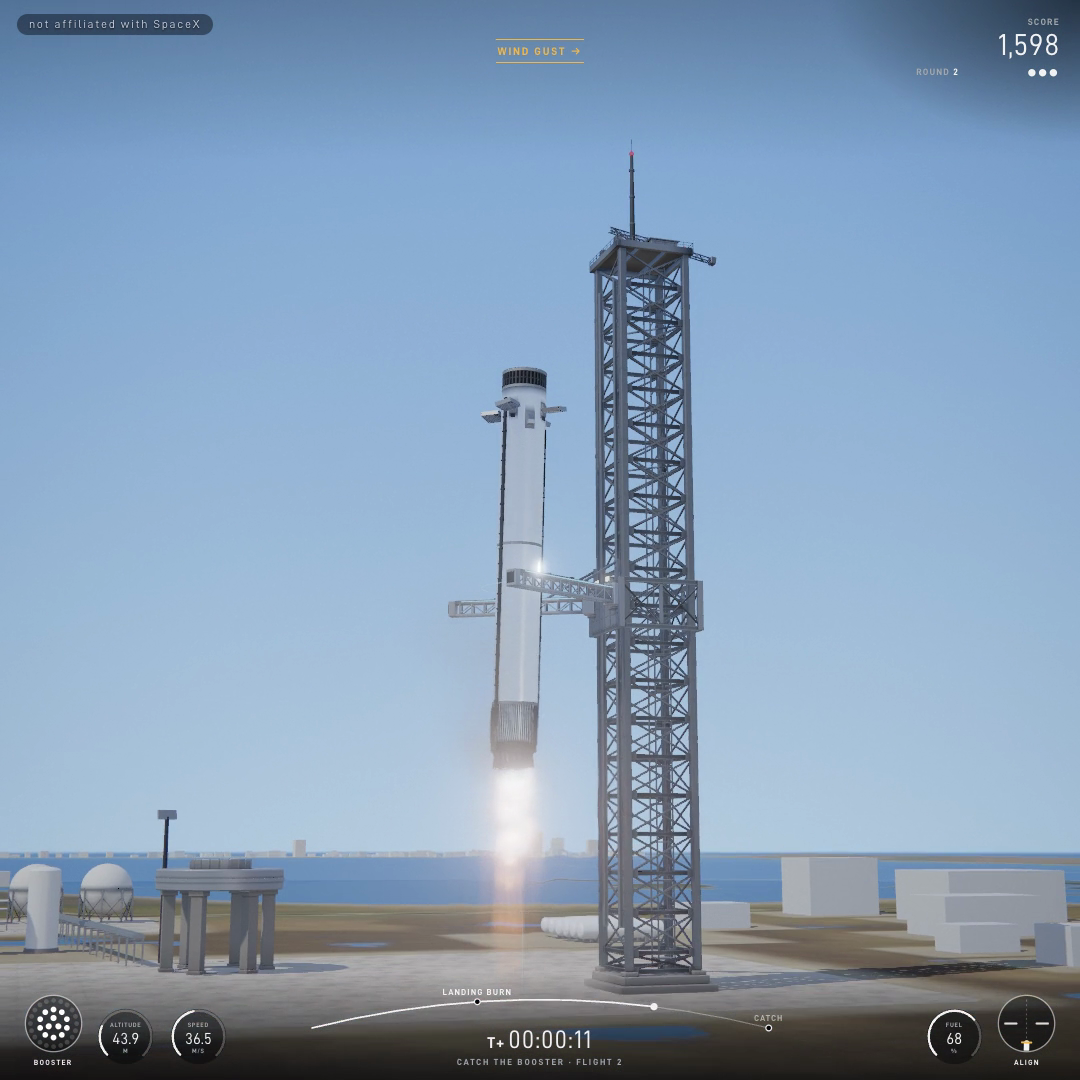 not affiliated with SpaceX
WIND GUST →
SCORE
1,598
ROUND 2
LANDING BURN
CATCH
ALTITUDE
43.9
M
SPEED
36.5
M/S
T+ 00:00:11
CATCH THE BOOSTER · FLIGHT 2
FUEL
68
%
BOOSTER
ALIGN